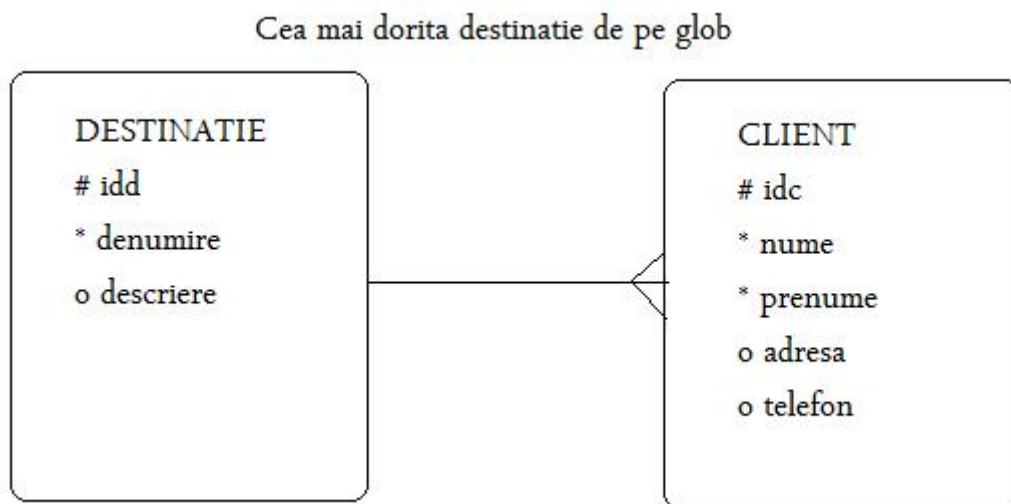 Cea mai dorita destinatie de pe glob
DESTINATIE
# idd
* denumire
o descriere
CLIENT
# idc
* nume
* prenume
o adresa
o telefon